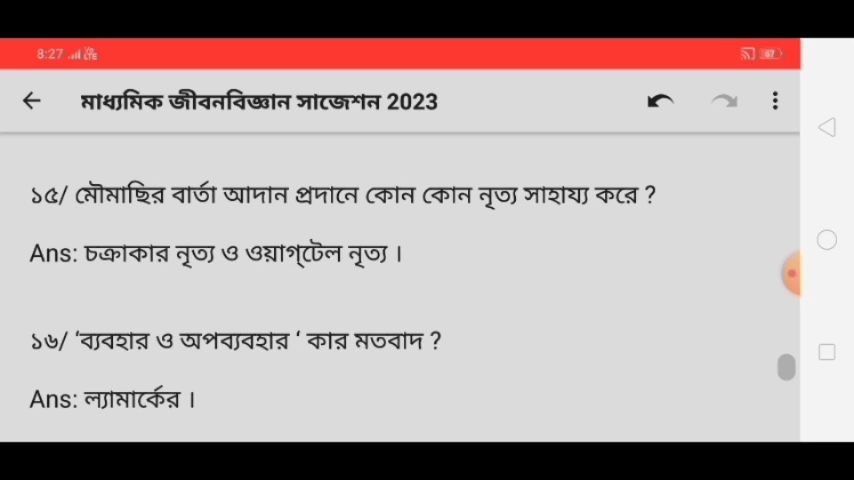 8:27
87
মাধ্যমিক জীবনবিজ্ঞান সাজেশন 2023
১৫/ মৌমাছির বার্তা আদান প্রদানে কোন কোন নৃত্য সাহায্য করে ?
Ans: চক্রাকার নৃত্য ও ওয়াগ্‌টেল নৃত্য ।
১৬/ ‘ব্যবহার ও অপব্যবহার ‘ কার মতবাদ ?
Ans: ল্যামার্কের ।